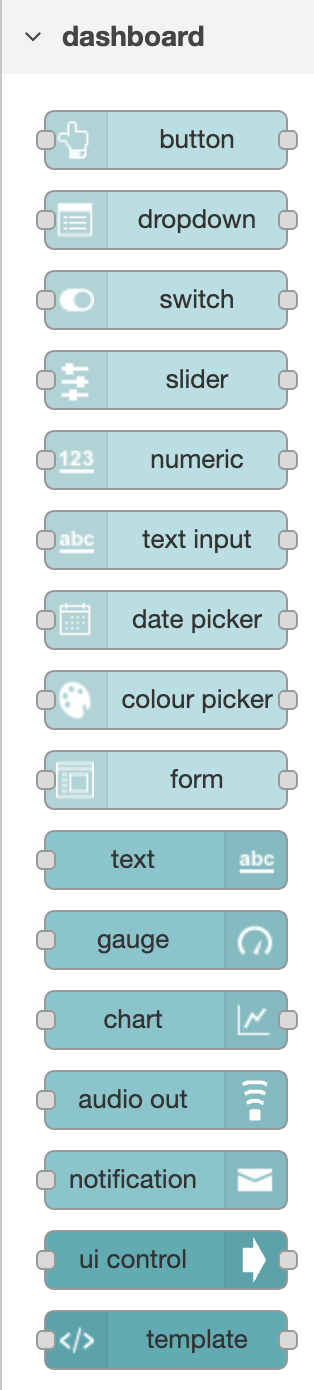 dashboard
button
dropdown
switch
slider
123 numeric
abc text input
date picker
colour picker
form
text abc
gauge
chart
audio out
notification
ui control
</> template